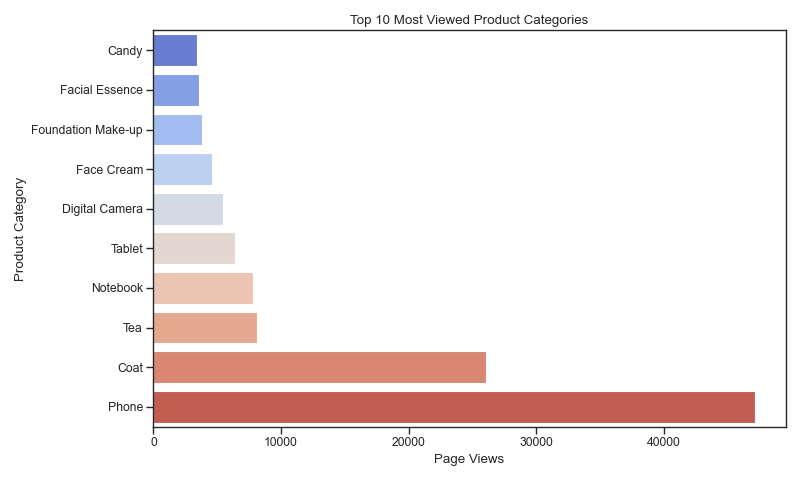 Top 10 Most Viewed Product Categories
Product Category
Candy
Facial Essence
Foundation Make-up
Face Cream
Digital Camera
Tablet
Notebook
Tea
Coat
Phone
0 10000 20000 30000 40000
Page Views